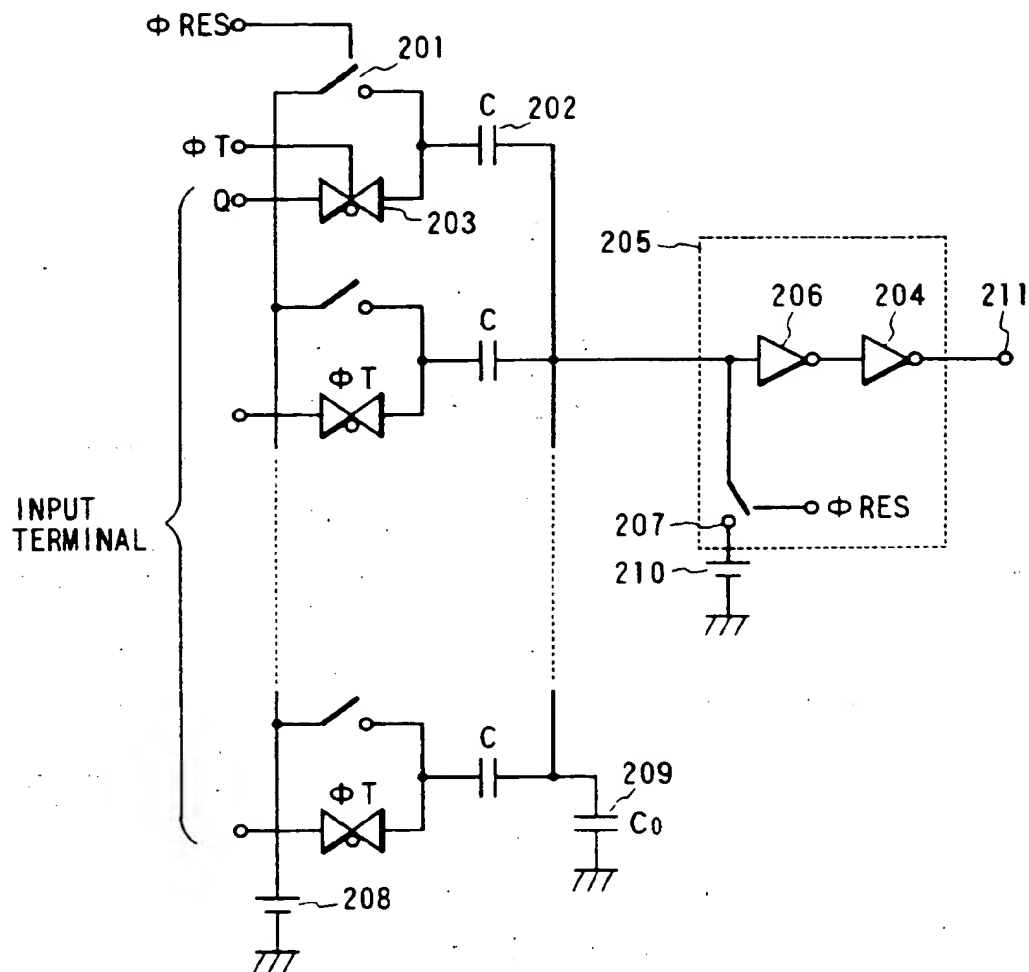 Φ RES
201
C
202
Φ T
Q
203
205
206
204
211
C
Φ T
INPUT
TERMINAL
Φ RES
207
210
C
209
Φ T
C0
208